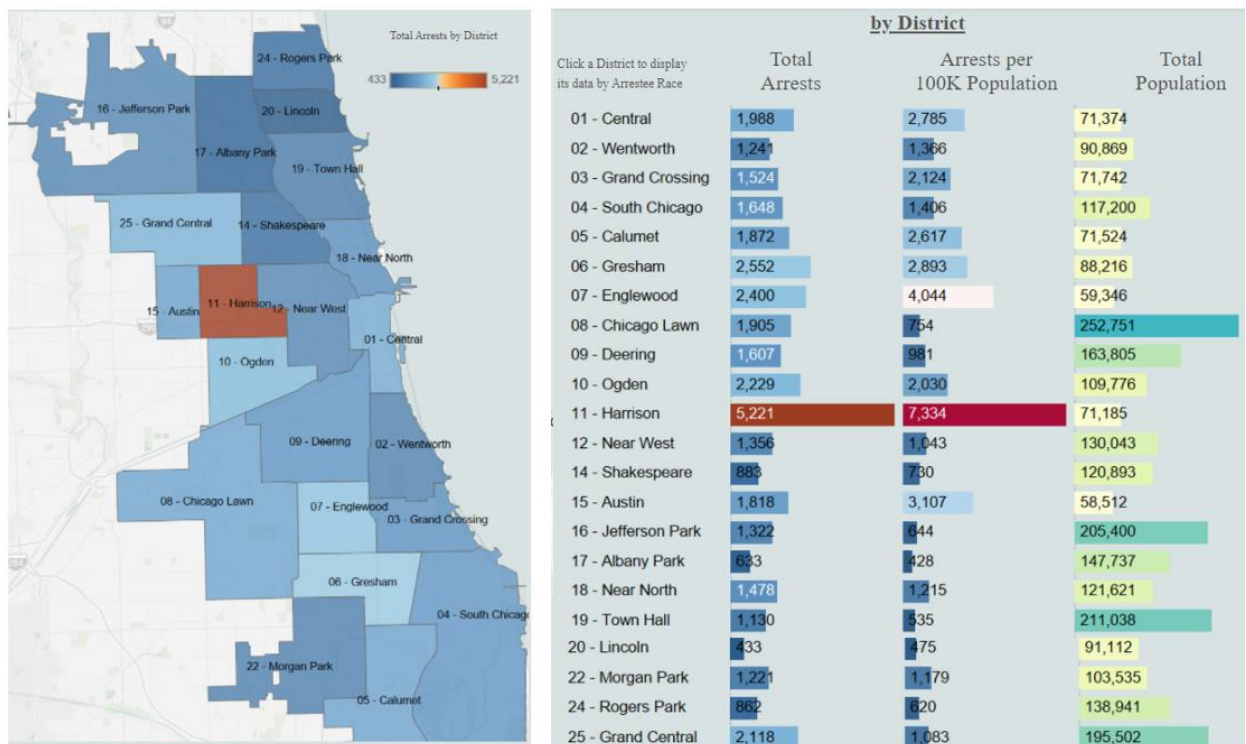 Total Arrests by District
433 5,221
24 - Rogers Park
16 - Jefferson Park
20 - Lincoln
17 - Albany Park
19 - Town Hall
25 - Grand Central
14 - Shakespeare
18 - Near North
11 - Harrison
15 - Austin
12 - Near West
01 - Central
10 - Ogden
09 - Deering
02 - Wentworth
08 - Chicago Lawn
07 - Englewood
03 - Grand Crossing
06 - Gresham
04 - South Chicago
22 - Morgan Park
05 - Calumet
by District
Click a District to display
its data by Arrestee Race
Total
Arrests
Arrests per
100K Population
Total
Population
01 - Central 1,988 2,785 71,374
02 - Wentworth 1,241 1,366 90,869
03 - Grand Crossing 1,524 2,124 71,742
04 - South Chicago 1,648 1,406 117,200
05 - Calumet 1,872 2,617 71,524
06 - Gresham 2,552 2,893 88,216
07 - Englewood 2,400 4,044 59,346
08 - Chicago Lawn 1,905 754 252,751
09 - Deering 1,607 981 163,805
10 - Ogden 2,229 2,030 109,776
11 - Harrison 5,221 7,334 71,185
12 - Near West 1,356 1,043 130,043
14 - Shakespeare 883 730 120,893
15 - Austin 1,818 3,107 58,512
16 - Jefferson Park 1,322 644 205,400
17 - Albany Park 633 428 147,737
18 - Near North 1,478 1,215 121,621
19 - Town Hall 1,130 535 211,038
20 - Lincoln 433 475 91,112
22 - Morgan Park 1,221 1,179 103,535
24 - Rogers Park 862 620 138,941
25 - Grand Central 2,118 1,083 195,502